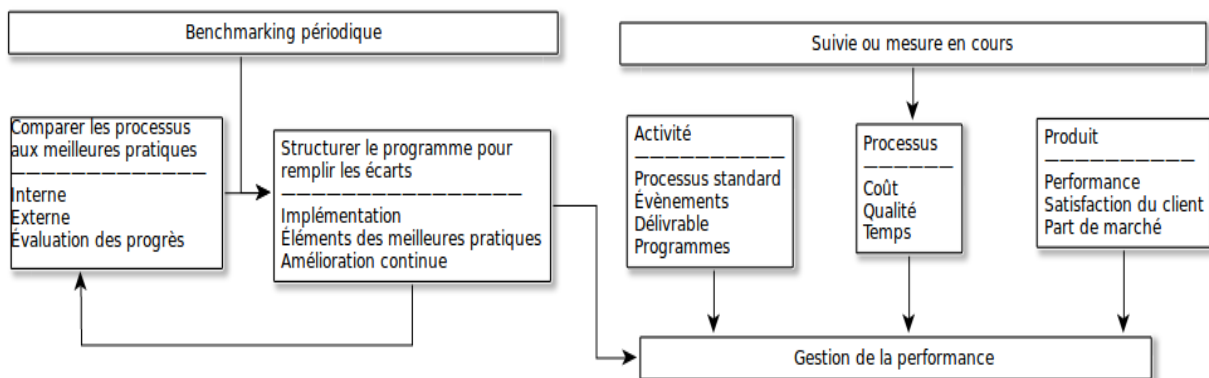 Benchmarking périodique
Suivie ou mesure en cours
Comparer les processus
aux meilleures pratiques
Interne
Externe
Évaluation des progrès
Structurer le programme pour
remplir les écarts
Implémentation
Éléments des meilleures pratiques
Amélioration continue
Activité
Processus standard
Évènements
Délivrable
Programmes
Processus
Coût
Qualité
Temps
Produit
Performance
Satisfaction du client
Part de marché
Gestion de la performance